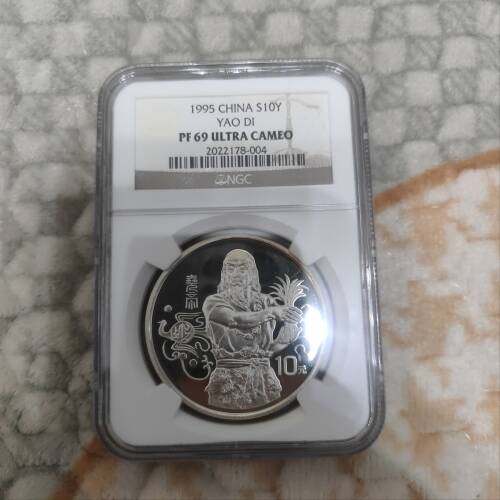 1995 CHINA S10Y
YAO DI
PF 69 ULTRA CAMEO
2022178-004
NGC
10元